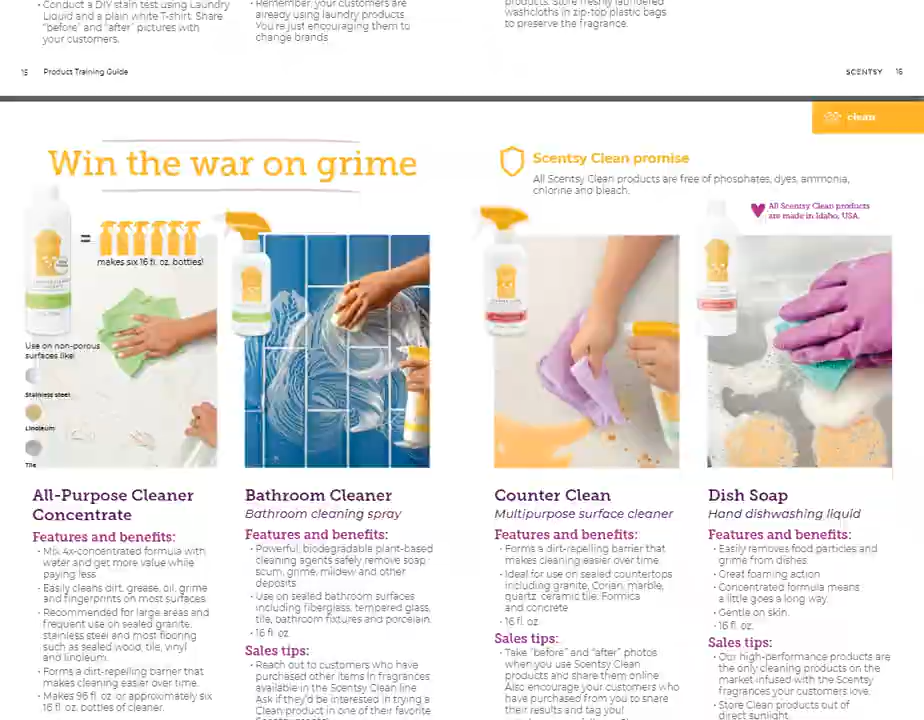 • Conduct a DIY stain test using Laundry
Liquid and a plain white T-shirt. Share
"before" and "after" pictures with
your customers.
• Remember, your customers are
already using laundry products.
You're just encouraging them to
change brands.
products. Store freshly laundered
washcloths in zip-top plastic bags
to preserve the fragrance.
15 Product Training Guide
SCENTSY 16
clean
Win the war on grime
Scentsy Clean promise
All Scentsy Clean products are free of phosphates, dyes, ammonia,
chlorine and bleach.
All Scentsy Clean products
are made in Idaho, USA.
=
makes six 16 fl. oz. bottles!
Use on non-porous
surfaces like:
Stainless steel
Linoleum
Tile
All-Purpose Cleaner
Concentrate
Features and benefits:
• Mix 4x-concentrated formula with
water and get more value while
paying less.
• Easily cleans dirt, grease, oil, grime
and fingerprints on most surfaces.
• Recommended for large areas and
frequent use on sealed granite,
stainless steel and most flooring
such as sealed wood, tile, vinyl
and linoleum.
• Forms a dirt-repelling barrier that
makes cleaning easier over time.
• Makes 96 fl. oz. or approximately six
16 fl. oz. bottles of cleaner.
Bathroom Cleaner
Bathroom cleaning spray
Features and benefits:
• Powerful, biodegradable plant-based
cleaning agents safely remove soap
scum, grime, mildew and other
deposits.
• Use on sealed bathroom surfaces
including fiberglass, tempered glass,
tile, bathroom fixtures and porcelain.
• 16 fl. oz.
Sales tips:
• Reach out to customers who have
purchased other items in fragrances
available in the Scentsy Clean line.
Ask if they'd be interested in trying a
Clean product in one of their favorite
Counter Clean
Multipurpose surface cleaner
Features and benefits:
• Forms a dirt-repelling barrier that
makes cleaning easier over time.
• Ideal for use on sealed countertops
including granite, Corian, marble,
quartz, ceramic tile, Formica
and concrete.
• 16 fl. oz.
Sales tips:
• Take "before" and "after" photos
when you use Scentsy Clean
products and share them online.
Also encourage your customers who
have purchased from you to share
their results and tag you!
Dish Soap
Hand dishwashing liquid
Features and benefits:
• Easily removes food particles and
grime from dishes.
• Great foaming action.
• Concentrated formula means
a little goes a long way.
• Gentle on skin.
• 16 fl. oz.
Sales tips:
• Our high-performance products are
the only cleaning products on the
market infused with the Scentsy
fragrances your customers love.
• Store Clean products out of
direct sunlight.